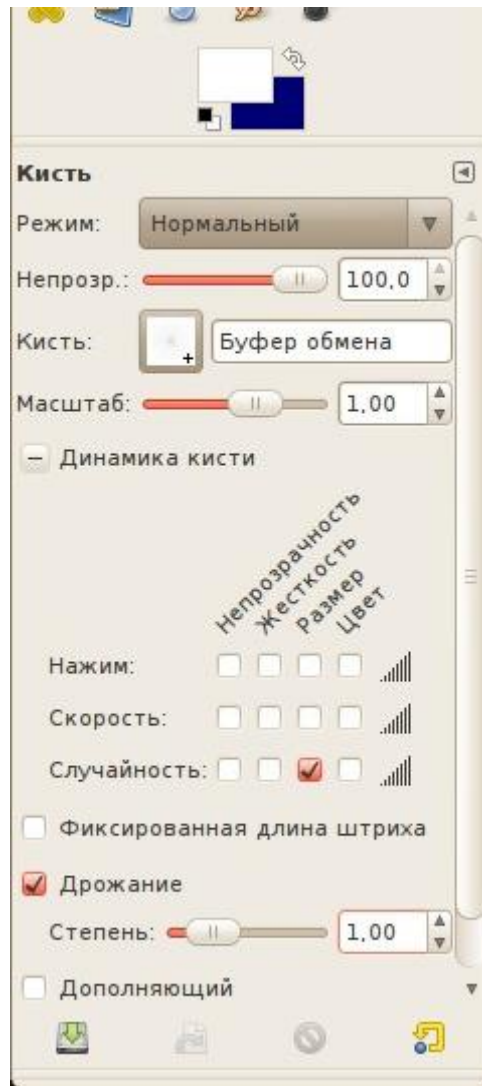 Кисть
Режим: Нормальный
Непрозр.: 100,0
Кисть: Буфер обмена
Масштаб: 1,00
Динамика кисти
Непрозрачность
Жесткость
Размер
Цвет
Нажим:
Скорость:
Случайность:
Фиксированная длина штриха
Дрожание
Степень: 1,00
Дополняющий